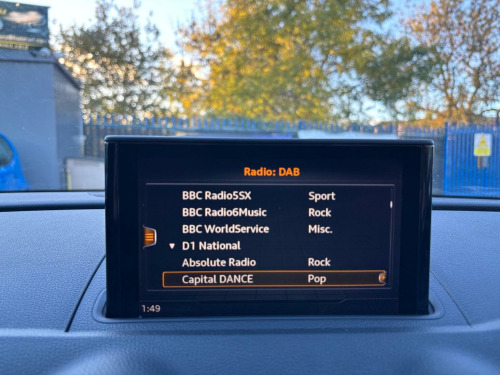 Radio: DAB
BBC Radio5SX Sport
BBC Radio6Music Rock
BBC WorldService Misc.
▼ D1 National
Absolute Radio Rock
Capital DANCE Pop
1:49